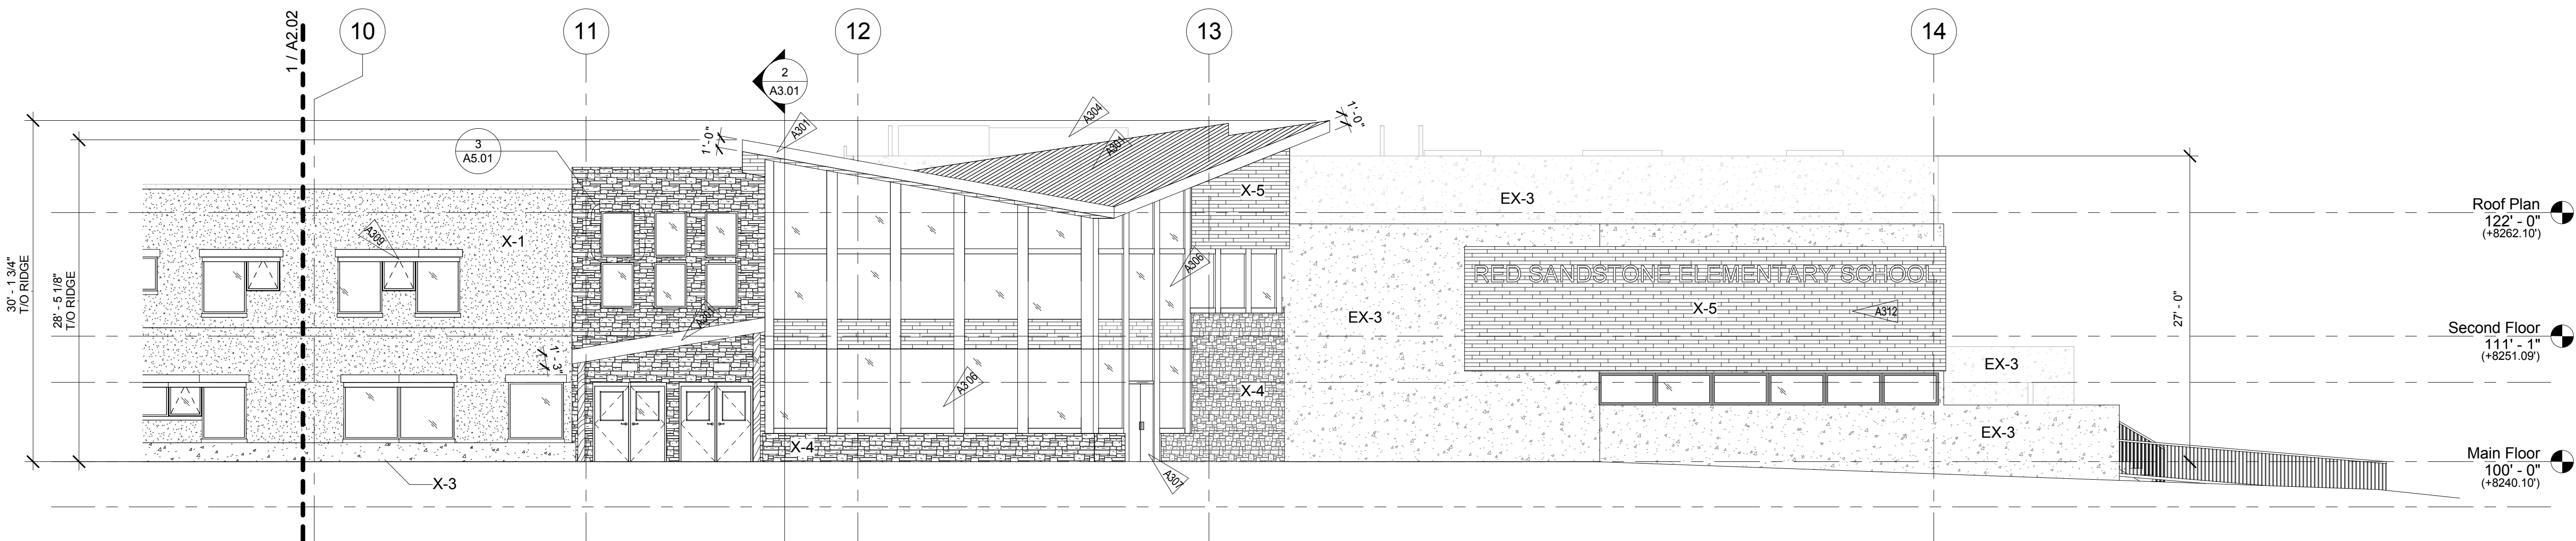 1 / A2.02
10
11
12
13
14
2
A3.01
3
A5.01
1'-0"
A301
A304
A301
1'-0"
X-5
EX-3
Roof Plan
122' - 0"
(+8262.10')
30' - 1 3/4"
T/O RIDGE
28' - 5 1/8"
T/O RIDGE
A309
X-1
A306
RED SANDSTONE ELEMENTARY SCHOOL
X-5
A312
EX-3
27' - 0"
A301
1'-3"
Second Floor
111' - 1"
(+8251.09')
EX-3
A306
X-4
X-4
EX-3
Main Floor
100' - 0"
(+8240.10')
X-3
A307